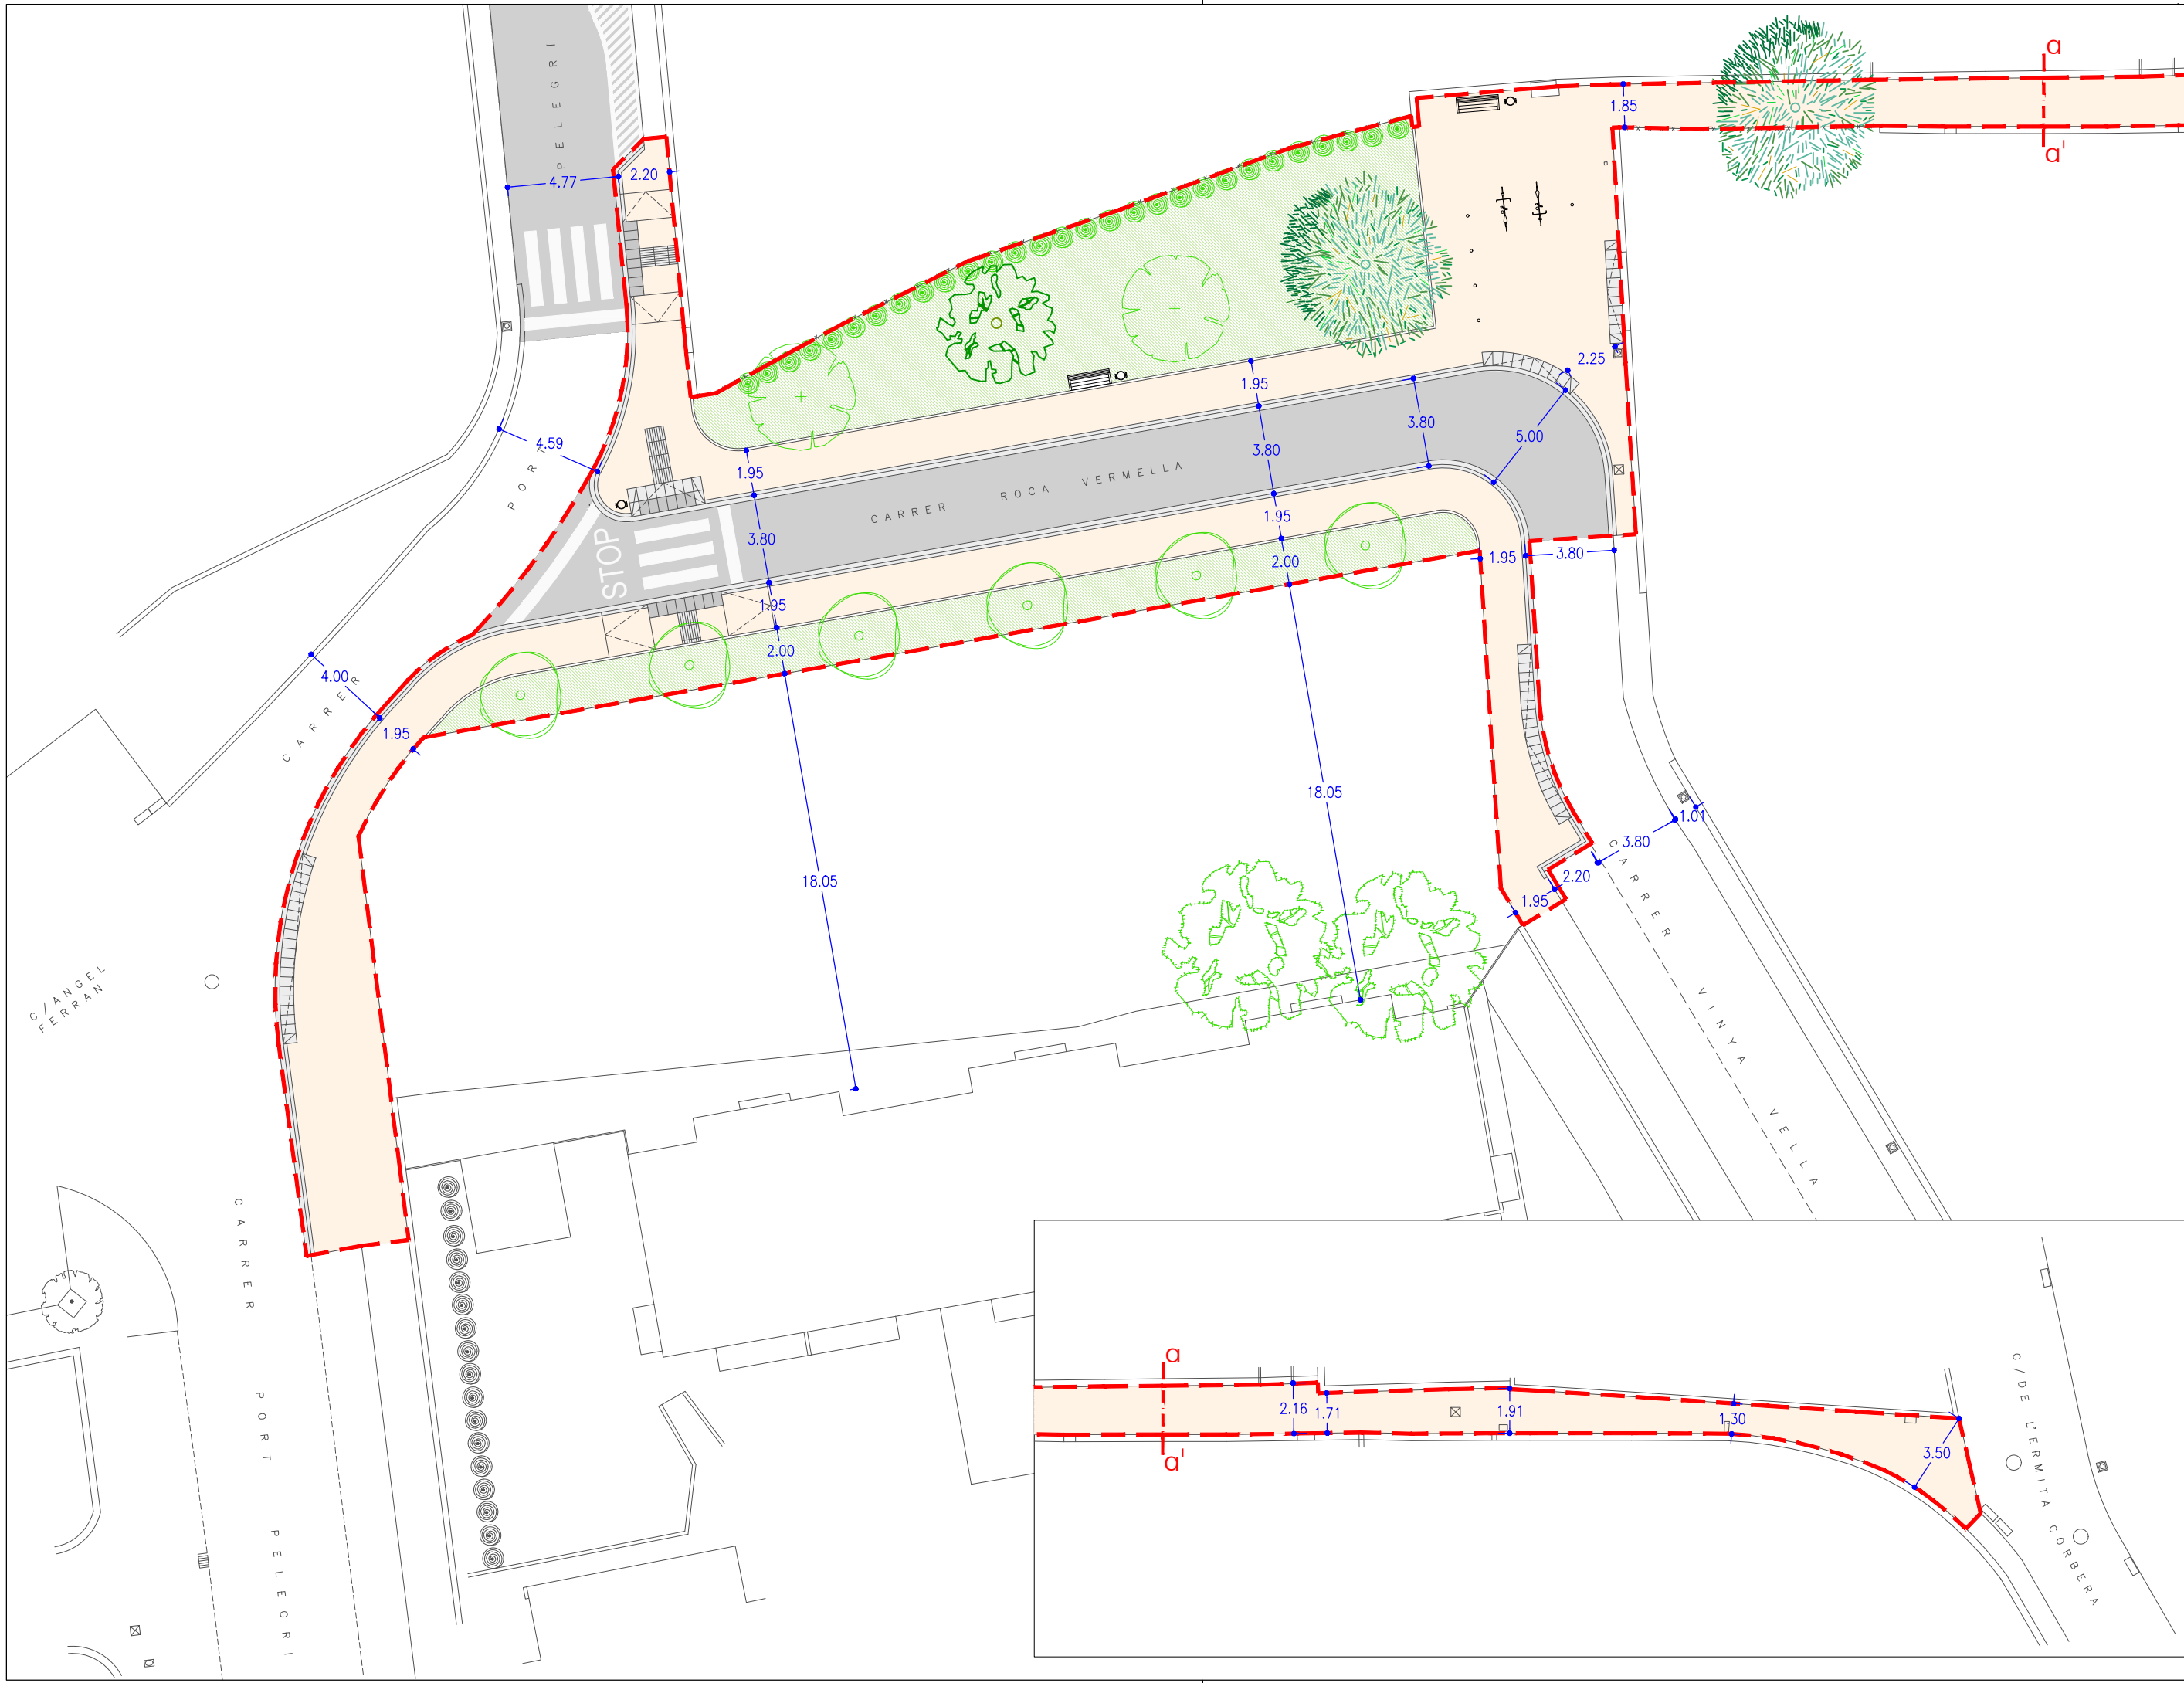 PELEGRI
PORT
CARRER
4.77
2.20
1.85
a
a'
2.25
4.59
1.95
3.80
1.95
3.80
5.00
CARRER ROCA VERMELLA
1.95
3.80
STOP
1.95
2.00
1.95
2.00
1.95
3.80
4.00
1.95
18.05
18.05
1.01
3.80
2.20
1.95
CARRER VINYA VELLA
C/ANGEL
FERRAN
CARRER PORT PELEGRI
a
a'
2.16
1.71
1.91
1.30
3.50
C/DE L'ERMITÀ CORBERA